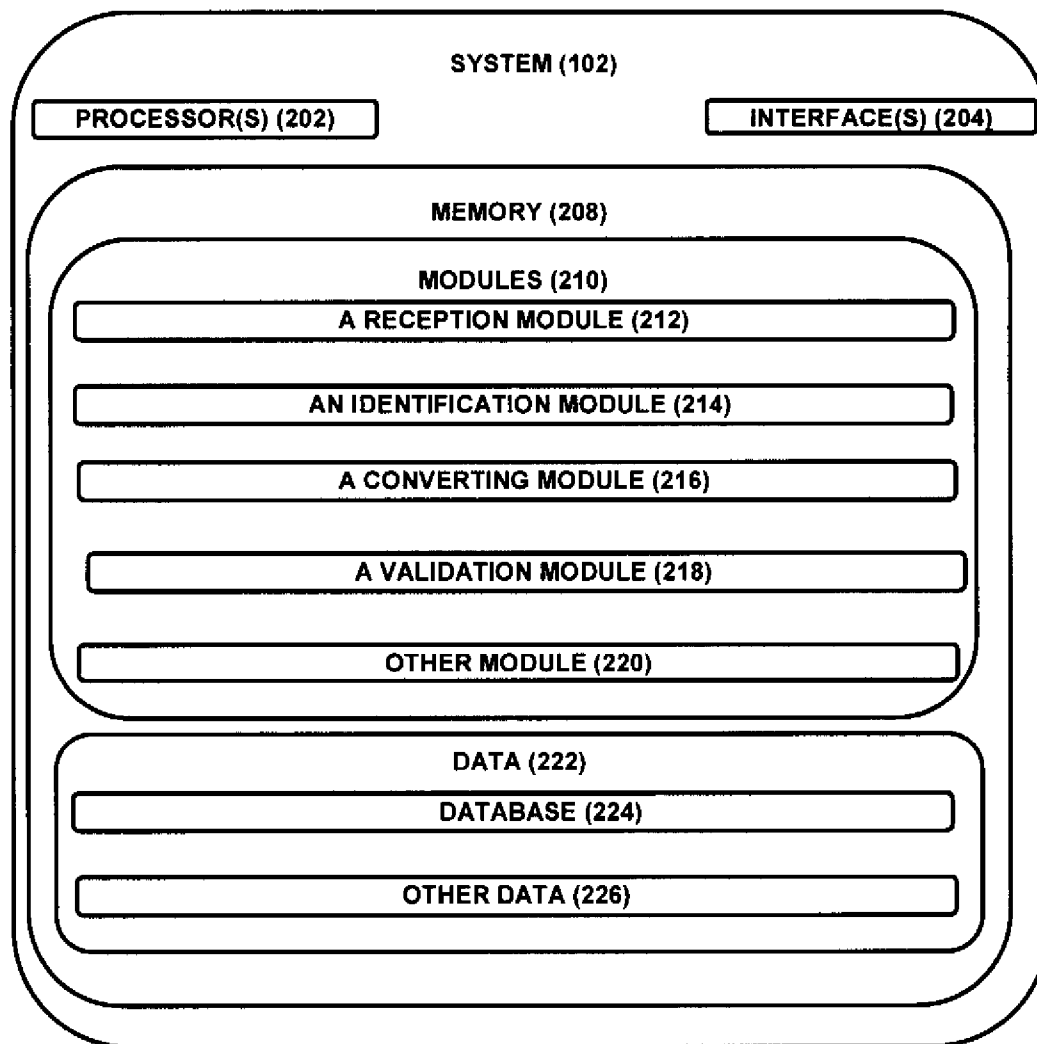 SYSTEM (102)
PROCESSOR(S) (202)
INTERFACE(S) (204)
MEMORY (208)
MODULES (210)
A RECEPTION MODULE (212)
AN IDENTIFICATION MODULE (214)
A CONVERTING MODULE (216)
A VALIDATION MODULE (218)
OTHER MODULE (220)
DATA (222)
DATABASE (224)
OTHER DATA (226)